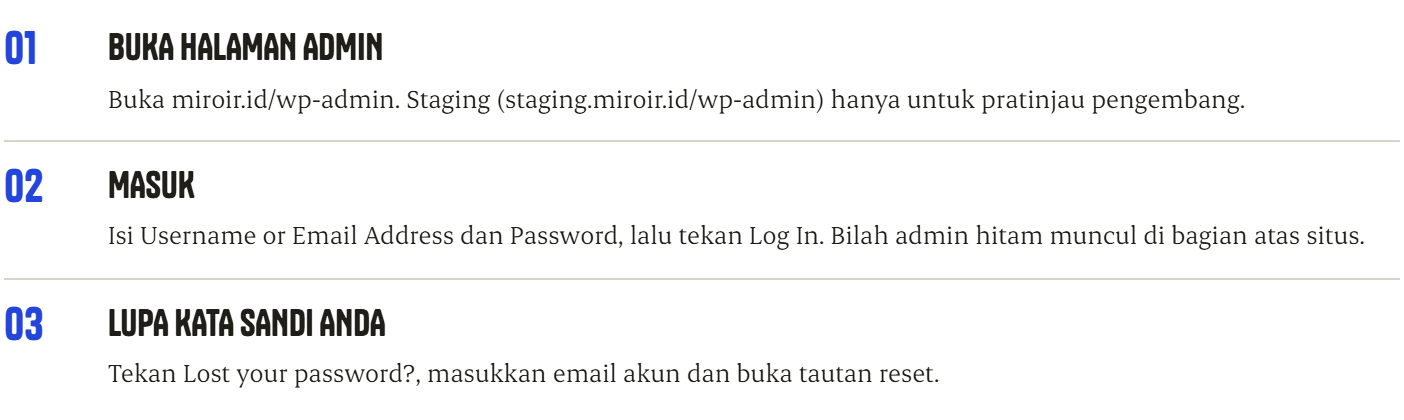 01
BUKA HALAMAN ADMIN
Buka miroir.id/wp-admin. Staging (staging.miroir.id/wp-admin) hanya untuk pratinjau pengembang.
02
MASUK
Isi Username or Email Address dan Password, lalu tekan Log In. Bilah admin hitam muncul di bagian atas situs.
03
LUPA KATA SANDI ANDA
Tekan Lost your password?, masukkan email akun dan buka tautan reset.